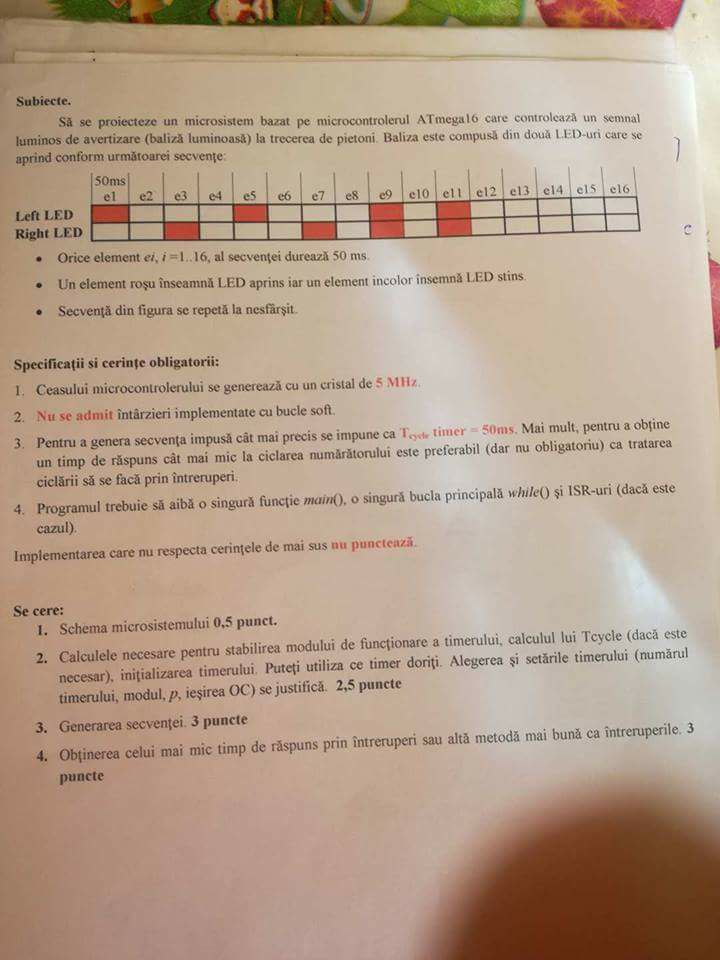 Subiecte.
Să se proiecteze un microsistem bazat pe microcontrolerul ATmega16 care controlează un semnal
luminos de avertizare (baliză luminoasă) la trecerea de pietoni. Baliza este compusă din două LED-uri care se
aprind conform următoarei secvențe:
50ms
e1 e2 e3 e4 e5 e6 e7 e8 e9 e10 e11 e12 e13 e14 e15 e16
Left LED
Right LED
• Orice element ei, i =1..16, al secvenței durează 50 ms.
• Un element roșu înseamnă LED aprins iar un element incolor însemnă LED stins.
• Secvență din figura se repetă la nesfârșit.
Specificații si cerințe obligatorii:
1. Ceasului microcontrolerului se generează cu un cristal de 5 MHz.
2. Nu se admit întârzieri implementate cu bucle soft.
3. Pentru a genera secvența impusă cât mai precis se impune ca Tcycle timer = 50ms. Mai mult, pentru a obține
un timp de răspuns cât mai mic la ciclarea numărătorului este preferabil (dar nu obligatoriu) ca tratarea
ciclării să se facă prin întreruperi.
4. Programul trebuie să aibă o singură funcție main(), o singură bucla principală while() și ISR-uri (dacă este
cazul).
Implementarea care nu respecta cerințele de mai sus nu punctează.
Se cere:
1. Schema microsistemului 0,5 punct.
2. Calculele necesare pentru stabilirea modului de funcționare a timerului, calculul lui Tcycle (dacă este
necesar), inițializarea timerului. Puteți utiliza ce timer doriți. Alegerea și setările timerului (numărul
timerului, modul, p, ieșirea OC) se justifică. 2,5 puncte
3. Generarea secvenței. 3 puncte
4. Obținerea celui mai mic timp de răspuns prin întreruperi sau altă metodă mai bună ca întreruperile. 3
puncte